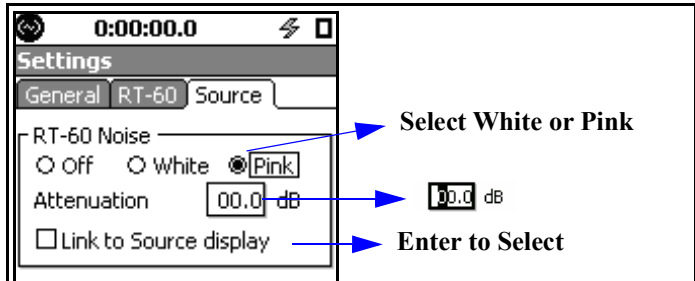 0:00:00.0
Settings
General RT-60 Source
RT-60 Noise
Off White Pink
Select White or Pink
Attenuation 00.0 dB
00.0 dB
Link to Source display
Enter to Select